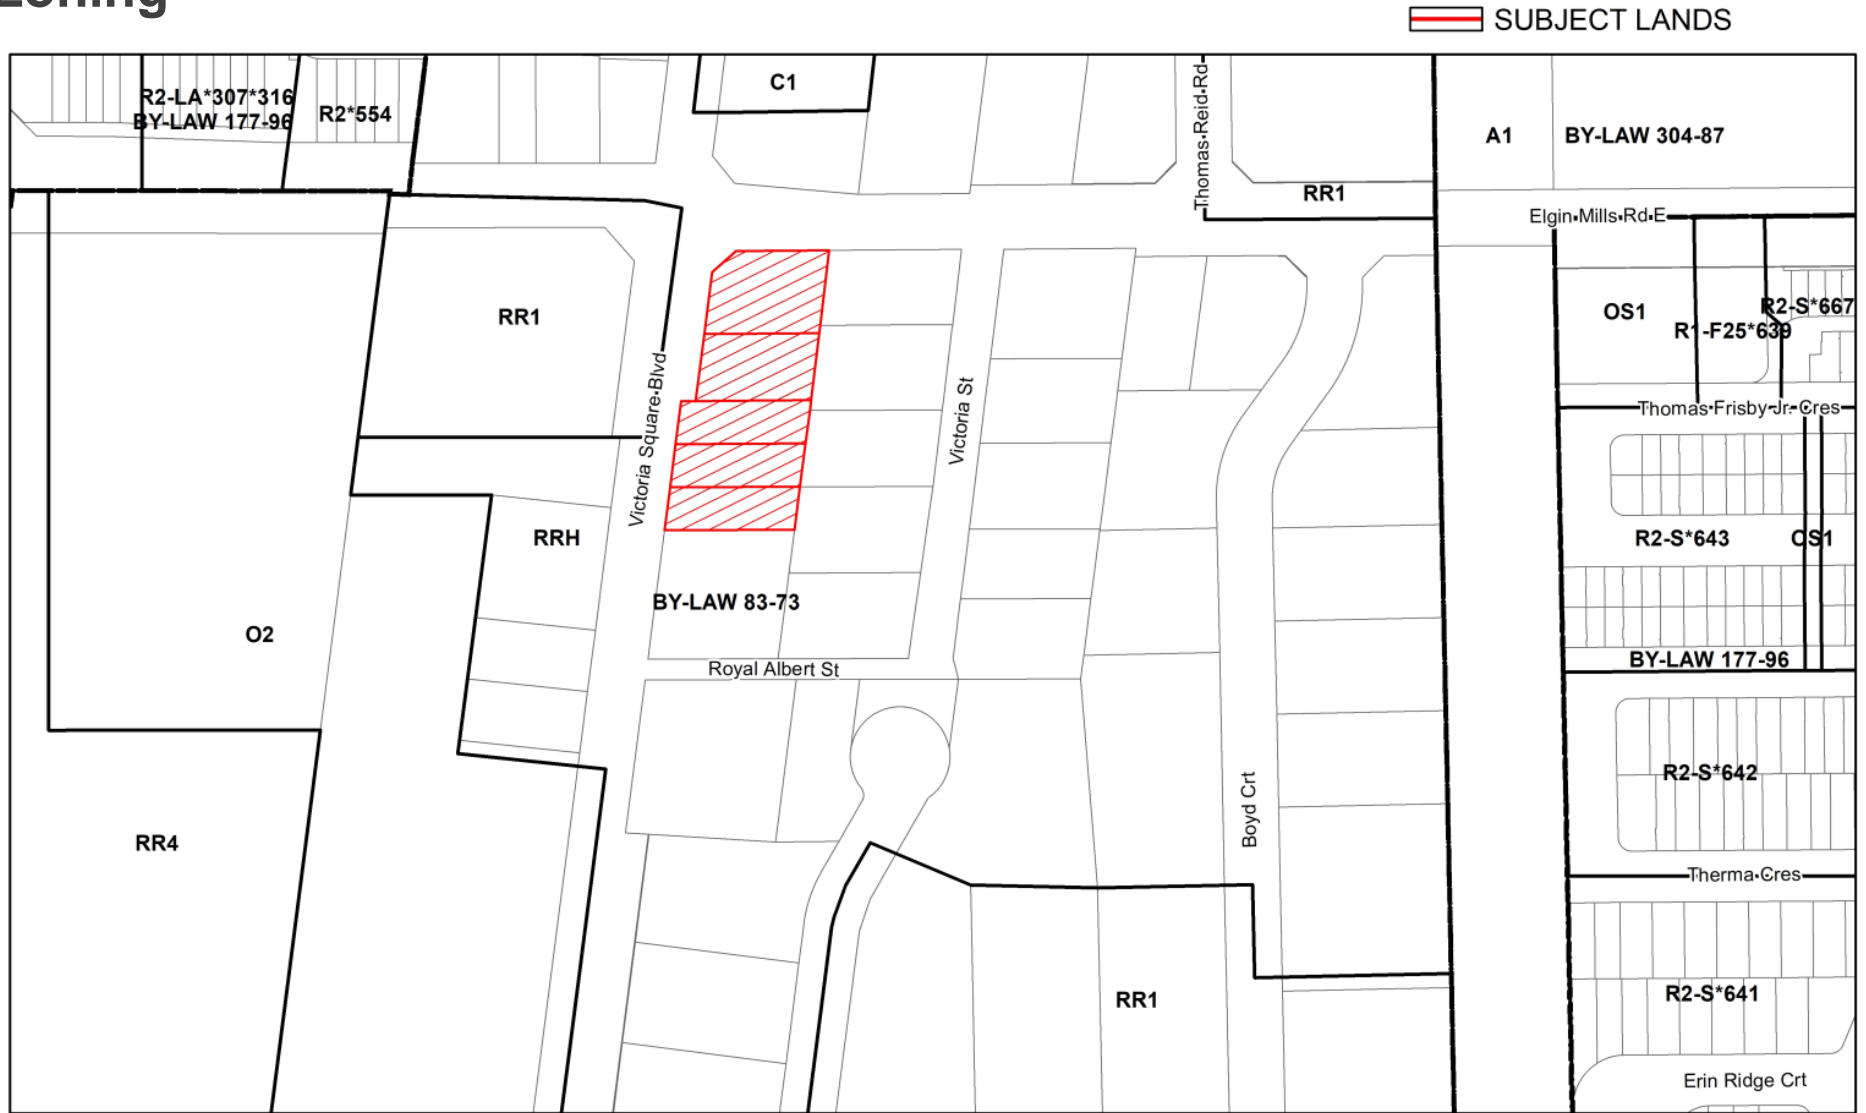 Zoning
SUBJECT LANDS
R2-LA*307*316
BY-LAW 177-96
R2*554
C1
Thomas Reid Rd
RR1
A1
BY-LAW 304-87
Elgin Mills Rd E
RR1
OS1
R2-S*667
R1-F25*639
Thomas Frisby Jr. Cres
Victoria Square Blvd
Victoria St
RRH
R2-S*643
OS1
BY-LAW 83-73
O2
BY-LAW 177-96
Royal Albert St
R2-S*642
Boyd Crt
RR4
Therma Cres
RR1
R2-S*641
Erin Ridge Crt